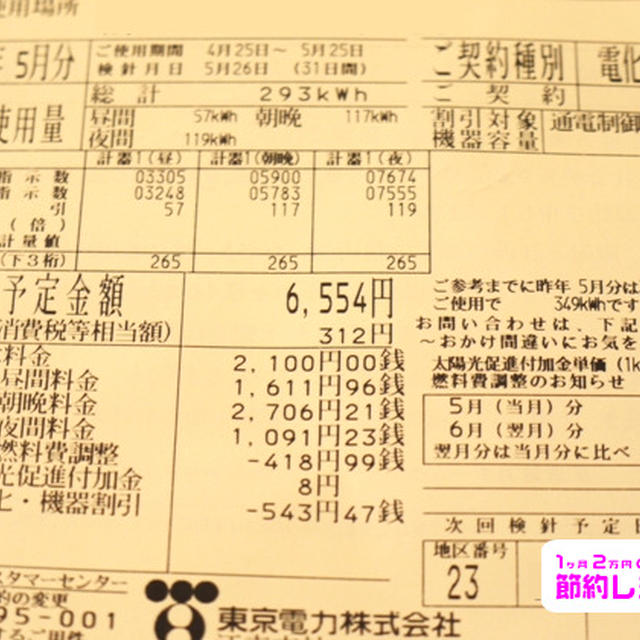 使用場所
年 5月分
ご使用期間 4月25日～ 5月25日
検針月日 5月26日 (31日間)
ご契約種別 電化
使用量
総計 293kWh
昼間 57kWh 朝晩 117kWh
夜間 119kWh
ご契約
割引対象 通電制御
機器容量
計器1(昼) 計器1(朝晩) 計器1(夜)
指示数 03305 05900 07674
指示数 03248 05783 07555
引 57 117 119
(倍)
計量値
(下3桁) 265 265 265
予定金額 6,554円
消費税等相当額) 312円
料金 2,100円00銭
昼間料金 1,611円96銭
朝晩料金 2,706円21銭
夜間料金 1,091円23銭
燃料費調整 -418円99銭
光促進付加金 8円
・機器割引 -543円47銭
ご参考までに昨年 5月分は
ご使用で 349kWhです
お問い合わせは、下記
～おかけ間違いにお気を
太陽光促進付加金単価(1k
燃料費調整のお知らせ
5月(当月)分
6月(翌月)分
翌月分は当月分に比べ
次回検針予定日
地区番号
23
スタマーセンター
約の変更
95-001
するご用件
東京電力株式会社
1ヶ月2万円
節約レ